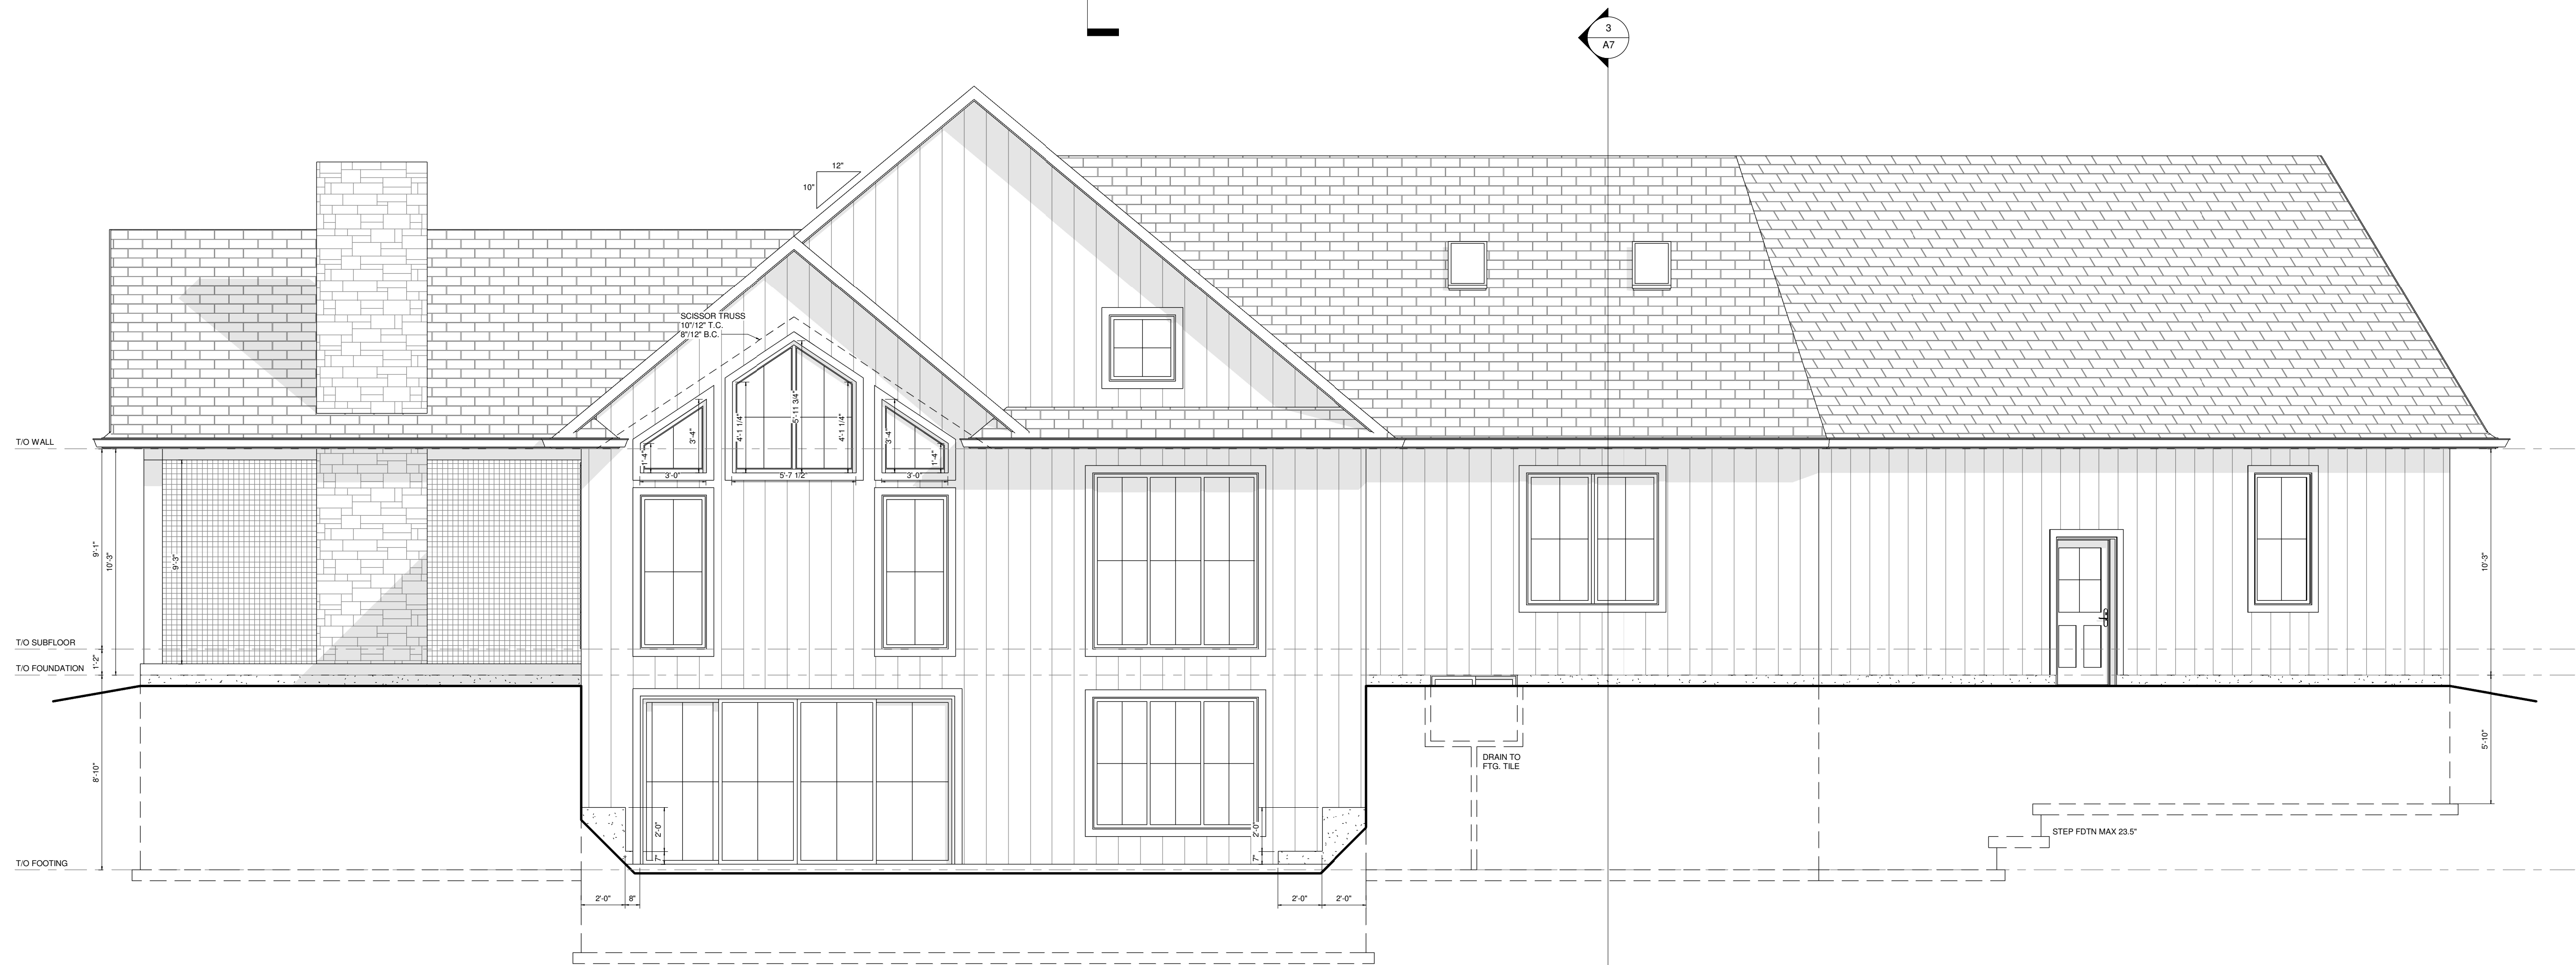 3
A7
12"
10"
SCISSOR TRUSS
10"/12" T.C.
8"/12" B.C.
4'-1 1/4"
5'-11 3/4"
4'-1 1/4"
3'-4"
3'-4"
1'-4"
1'-4"
3'-0"
5'-7 1/2"
3'-0"
T/O WALL
9'-1"
10'-3"
9'-3"
10'-3"
T/O SUBFLOOR
1'-2"
T/O FOUNDATION
8'-10"
5'-10"
DRAIN TO
FTG. TILE
2'-0"
7"
2'-0"
7"
STEP FDTN MAX 23.5"
T/O FOOTING
2'-0"
8"
2'-0"
2'-0"